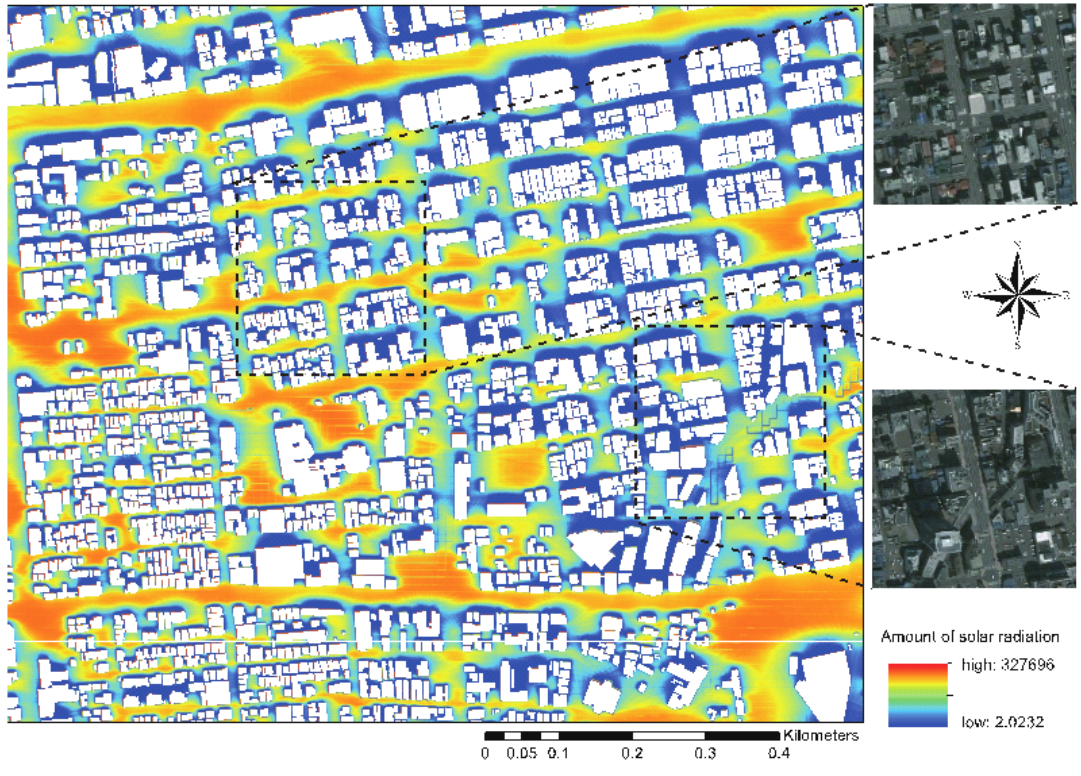 N
W
E
S
Amount of solar radiation
high: 327696
low: 2.0232
Kilometers
0 0.05 0.1 0.2 0.3 0.4